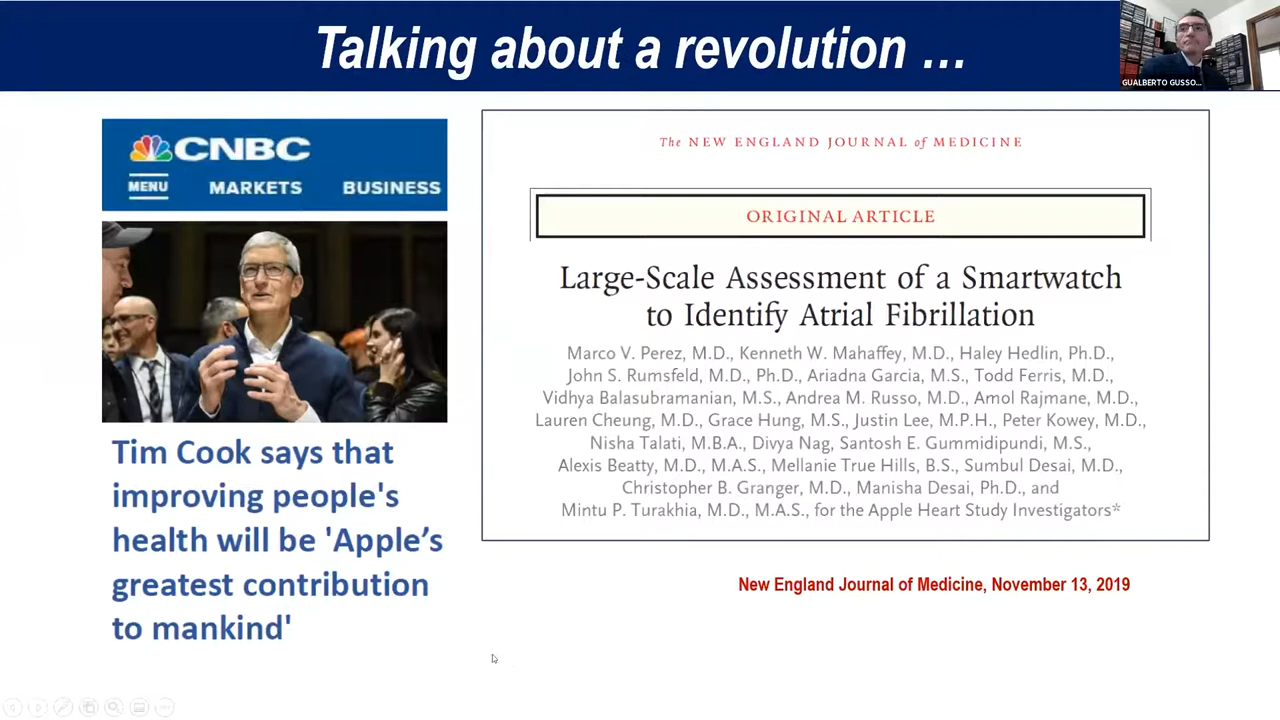 Talking about a revolution …
GUALBERTO GUSSO...
CNBC
MENU MARKETS BUSINESS
Tim Cook says that
improving people's
health will be 'Apple’s
greatest contribution
to mankind'
The NEW ENGLAND JOURNAL of MEDICINE
ORIGINAL ARTICLE
Large-Scale Assessment of a Smartwatch
to Identify Atrial Fibrillation
Marco V. Perez, M.D., Kenneth W. Mahaffey, M.D., Haley Hedlin, Ph.D.,
John S. Rumsfeld, M.D., Ph.D., Ariadna Garcia, M.S., Todd Ferris, M.D.,
Vidhya Balasubramanian, M.S., Andrea M. Russo, M.D., Amol Rajmane, M.D.,
Lauren Cheung, M.D., Grace Hung, M.S., Justin Lee, M.P.H., Peter Kowey, M.D.,
Nisha Talati, M.B.A., Divya Nag, Santosh E. Gummidipundi, M.S.,
Alexis Beatty, M.D., M.A.S., Mellanie True Hills, B.S., Sumbul Desai, M.D.,
Christopher B. Granger, M.D., Manisha Desai, Ph.D., and
Mintu P. Turakhia, M.D., M.A.S., for the Apple Heart Study Investigators*
New England Journal of Medicine, November 13, 2019